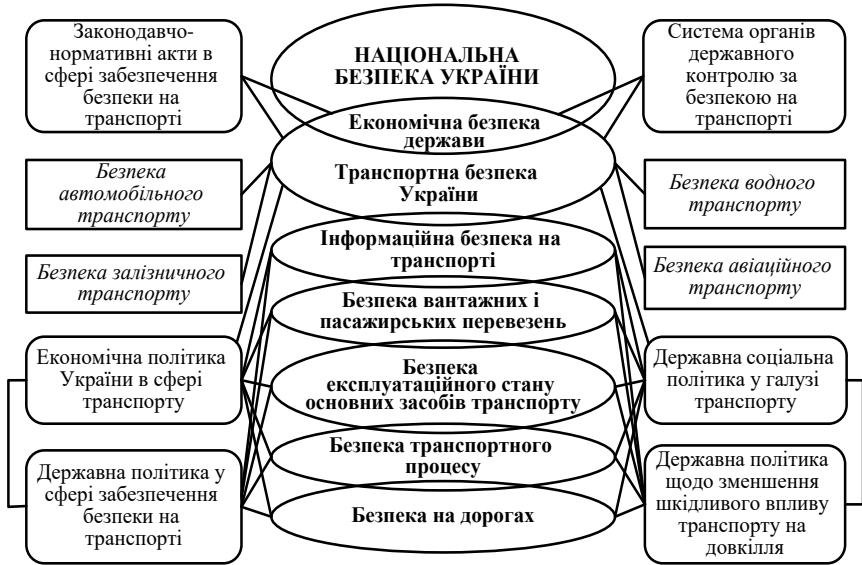 Законодавчо-
нормативні акти в
сфері забезпечення
безпеки на
транспорті
НАЦІОНАЛЬНА
БЕЗПЕКА УКРАЇНИ
Система органів
державного
контролю за
безпекою на
транспорті
Економічна безпека
держави
Транспортна безпека
України
Безпека
автомобільного
транспорту
Безпека водного
транспорту
Інформаційна безпека на
транспорті
Безпека залізничного
транспорту
Безпека авіаційного
транспорту
Безпека вантажних і
пасажирських перевезень
Економічна політика
України в сфері
транспорту
Безпека
експлуатаційного стану
основних засобів транспорту
Державна соціальна
політика у галузі
транспорту
Безпека транспортного
процесу
Державна політика у
сфері забезпечення
безпеки на
транспорті
Безпека на дорогах
Державна політика
щодо зменшення
шкідливого впливу
транспорту на
довкілля